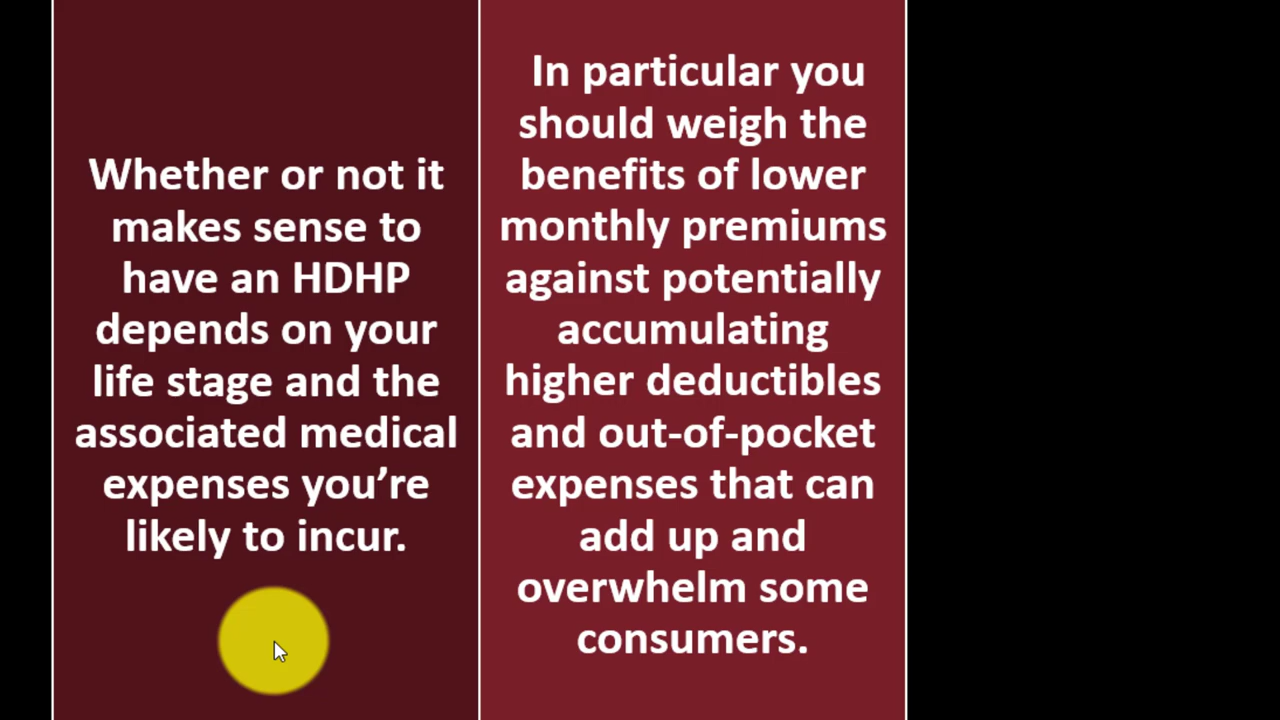 Whether or not it
makes sense to
have an HDHP
depends on your
life stage and the
associated medical
expenses you’re
likely to incur.
In particular you
should weigh the
benefits of lower
monthly premiums
against potentially
accumulating
higher deductibles
and out-of-pocket
expenses that can
add up and
overwhelm some
consumers.